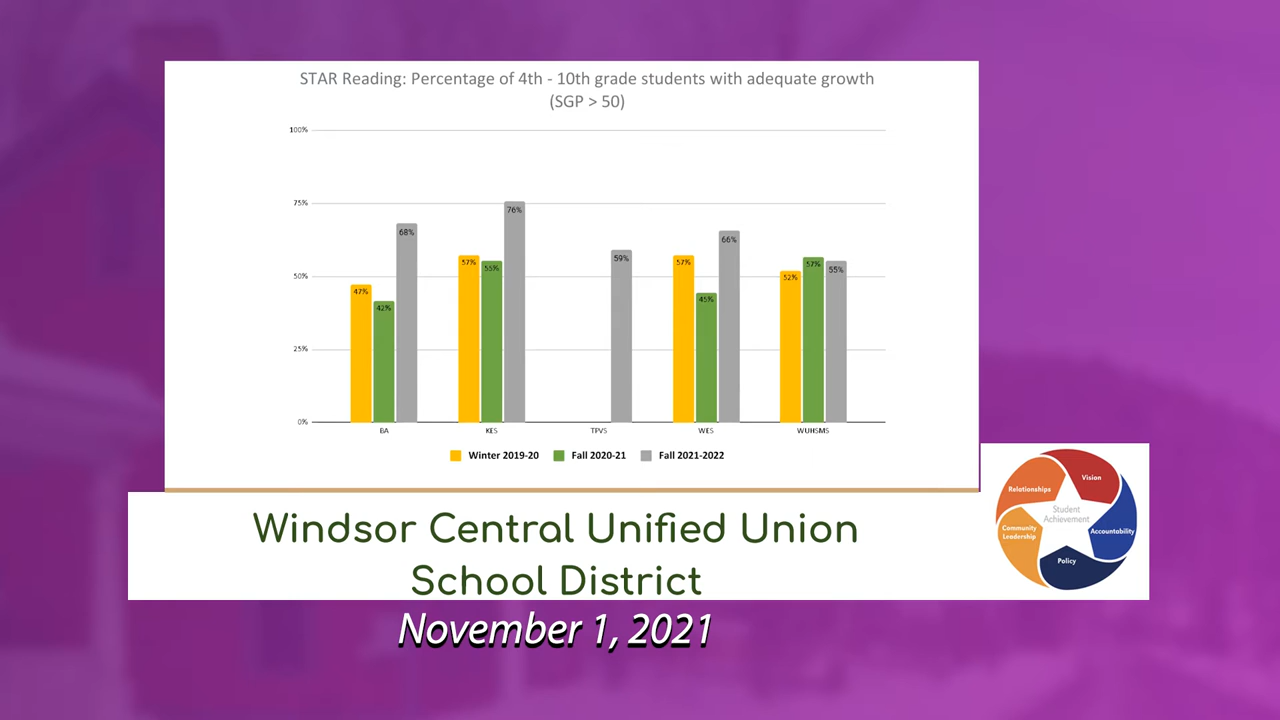 STAR Reading: Percentage of 4th - 10th grade students with adequate growth
(SGP > 50)
100%
75%
50%
25%
0%
47%
42%
68%
57%
55%
76%
59%
57%
45%
66%
52%
57%
55%
BA
KES
TPVS
WES
WUHSMS
Winter 2019-20
Fall 2020-21
Fall 2021-2022
Windsor Central Unified Union
School District
November 1, 2021
Relationships
Vision
Student
Achievement
Community
Leadership
Accountability
Policy